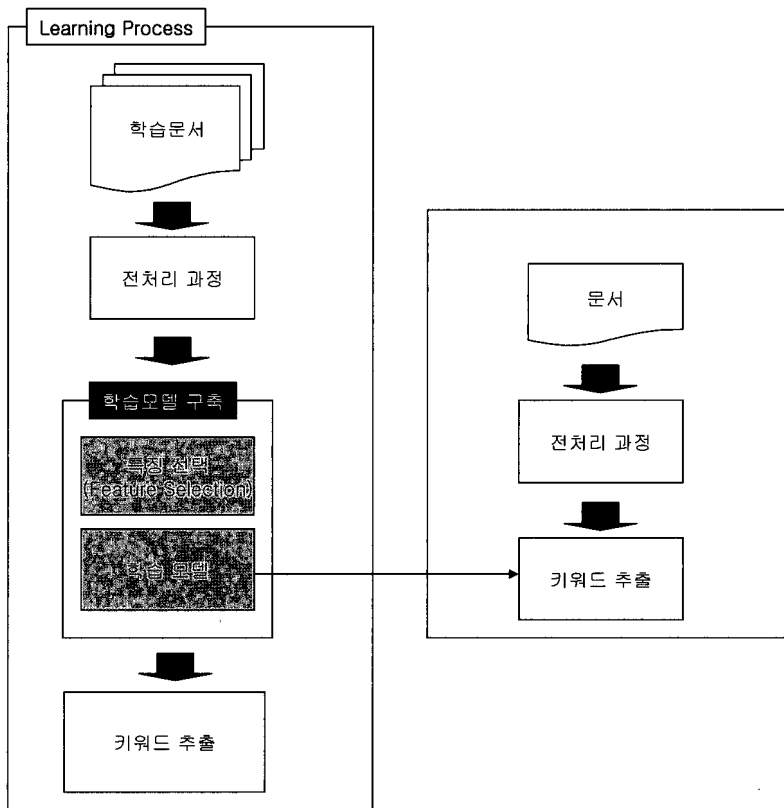 Learning Process
학습문서
전처리 과정
학습모델 구축
특징 선택
(Feature Selection)
학습 모델
키워드 추출
문서
전처리 과정
키워드 추출